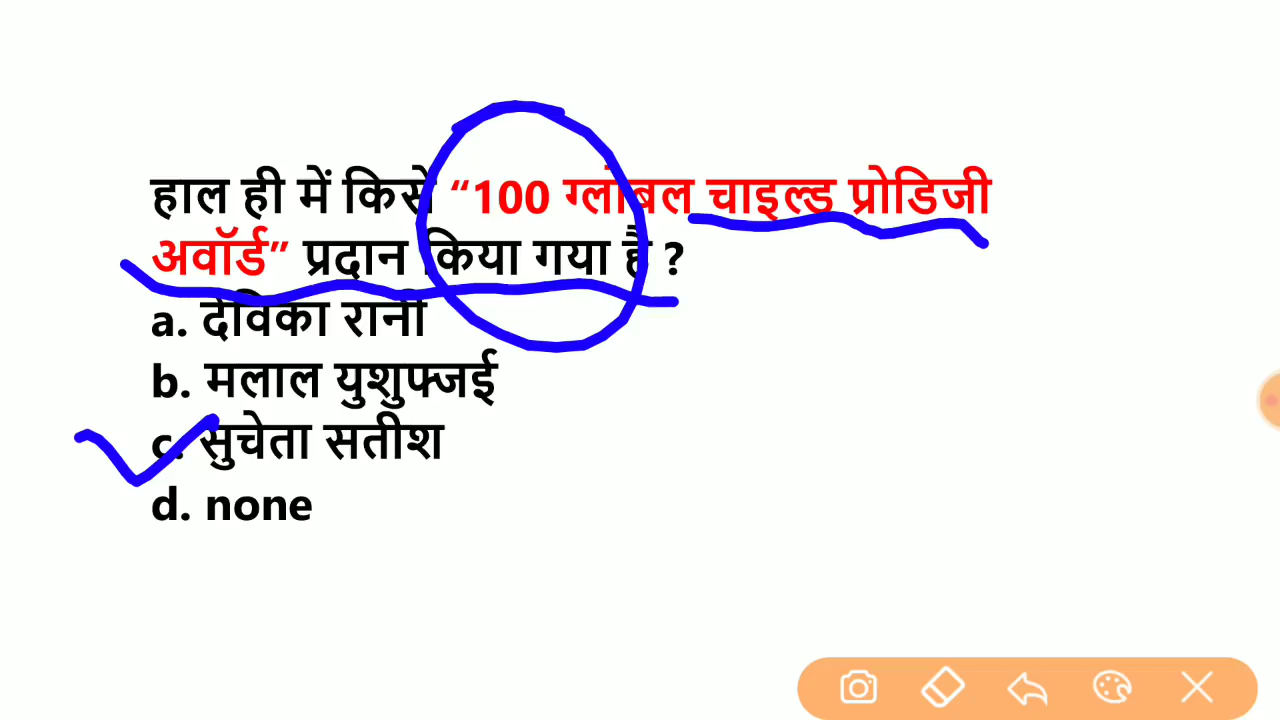 हाल ही में किसे “100 ग्लोबल चाइल्ड प्रोडिजी
अवॉर्ड” प्रदान किया गया है ?
a. देविका रानी
b. मलाल युशुफ्जई
c. सुचेता सतीश
d. none